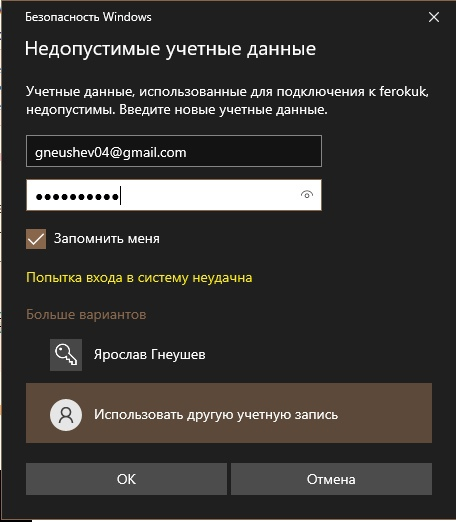 Безопасность Windows
Недопустимые учетные данные
Учетные данные, использованные для подключения к ferokuk,
недопустимы. Введите новые учетные данные.
gneushev04@gmail.com
●●●●●●●●●●
Запомнить меня
Попытка входа в систему неудачна
Больше вариантов
Ярослав Гнеушев
Использовать другую учетную запись
ОК
Отмена